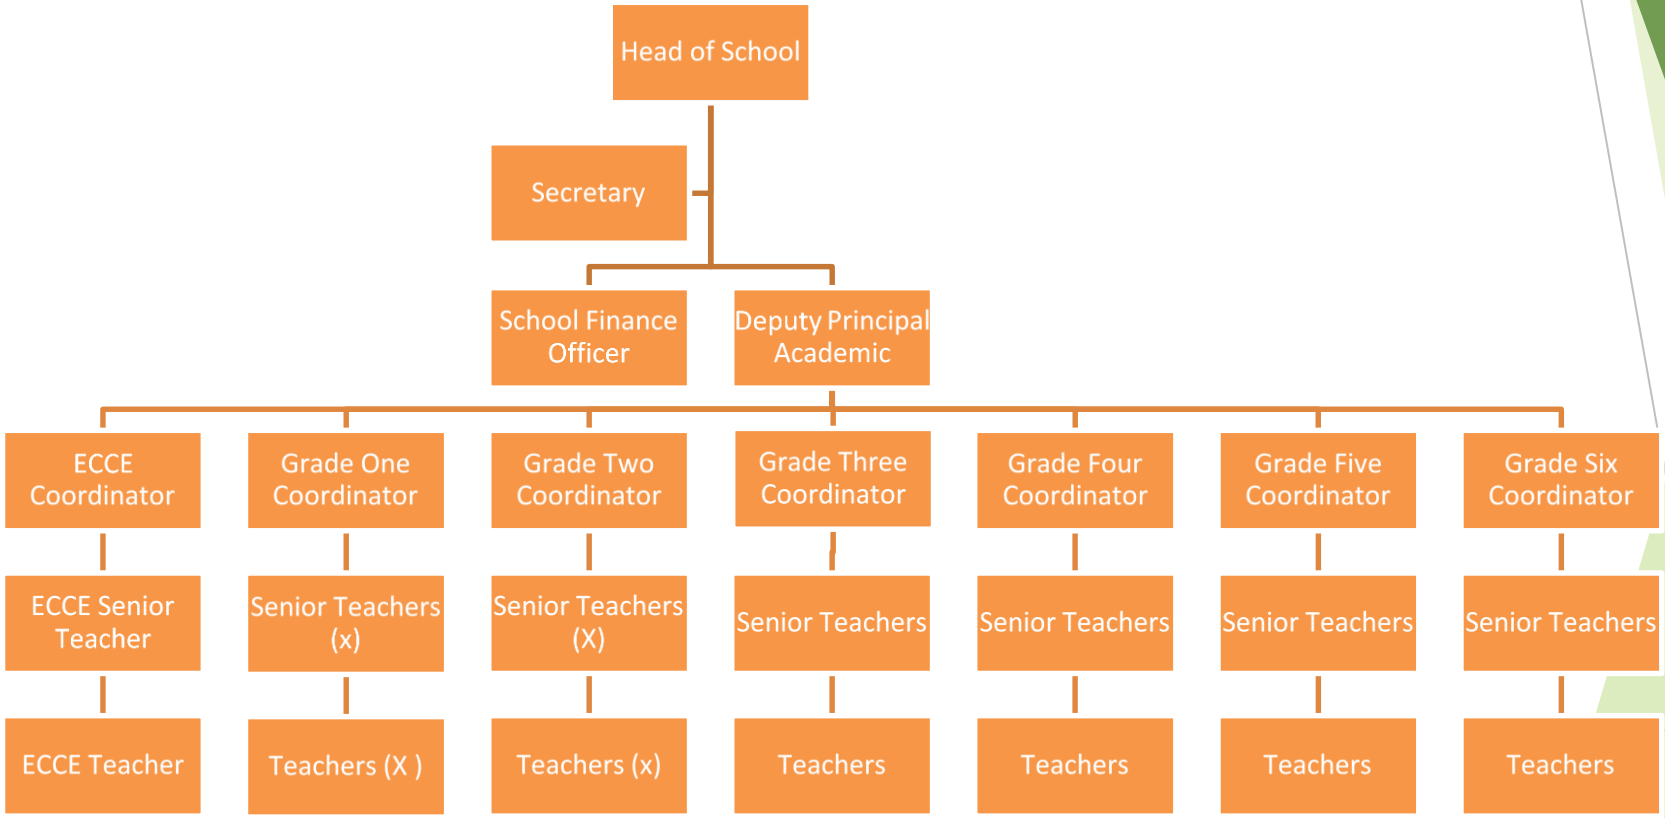 Head of School
Secretary
School Finance
Officer
Deputy Principal
Academic
ECCE
Coordinator
Grade One
Coordinator
Grade Two
Coordinator
Grade Three
Coordinator
Grade Four
Coordinator
Grade Five
Coordinator
Grade Six
Coordinator
ECCE Senior
Teacher
Senior Teachers
(x)
Senior Teachers
(X)
Senior Teachers
Senior Teachers
Senior Teachers
Senior Teachers
ECCE Teacher
Teachers (X )
Teachers (x)
Teachers
Teachers
Teachers
Teachers